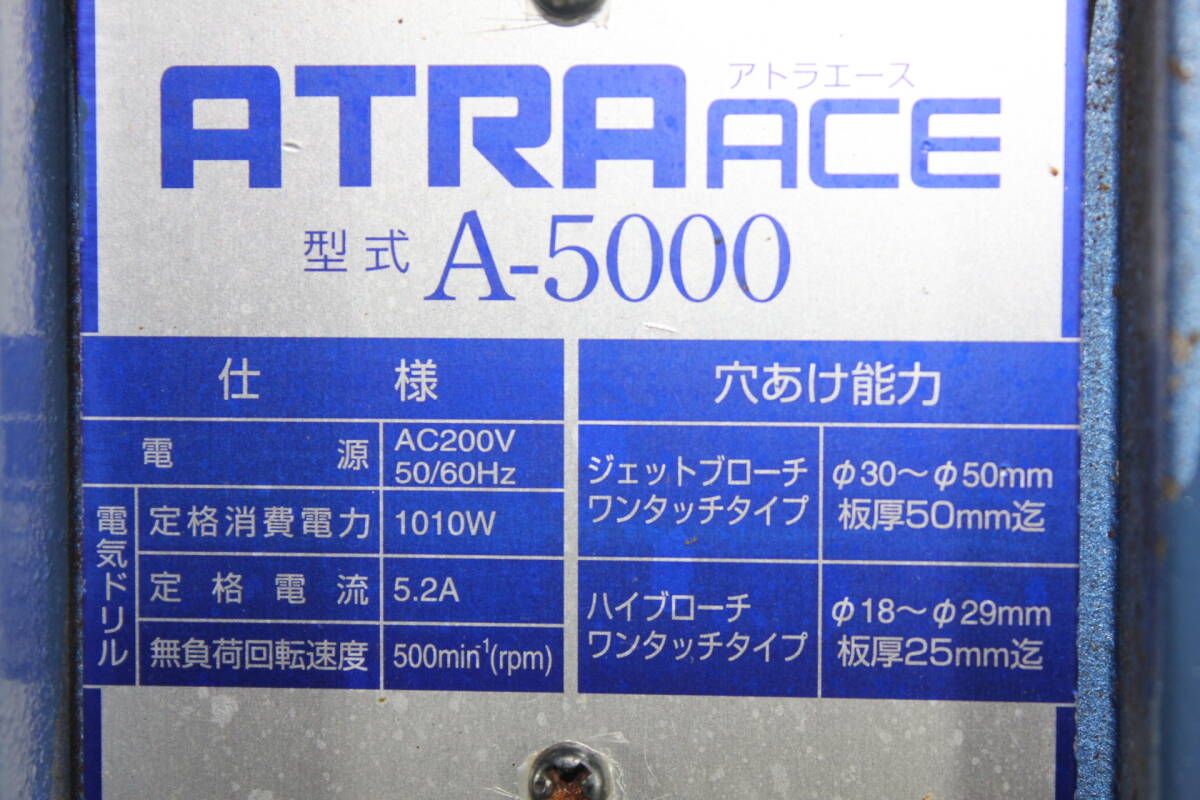 アトラエース
ATRA ACE
型式 A-5000
仕様
電源 AC200V
50/60Hz
電気ドリル
定格消費電力 1010W
定格電流 5.2A
無負荷回転速度 500min⁻¹(rpm)
穴あけ能力
ジェットブローチ
ワンタッチタイプ
φ30～φ50mm
板厚50mm迄
ハイブローチ
ワンタッチタイプ
φ18～φ29mm
板厚25mm迄